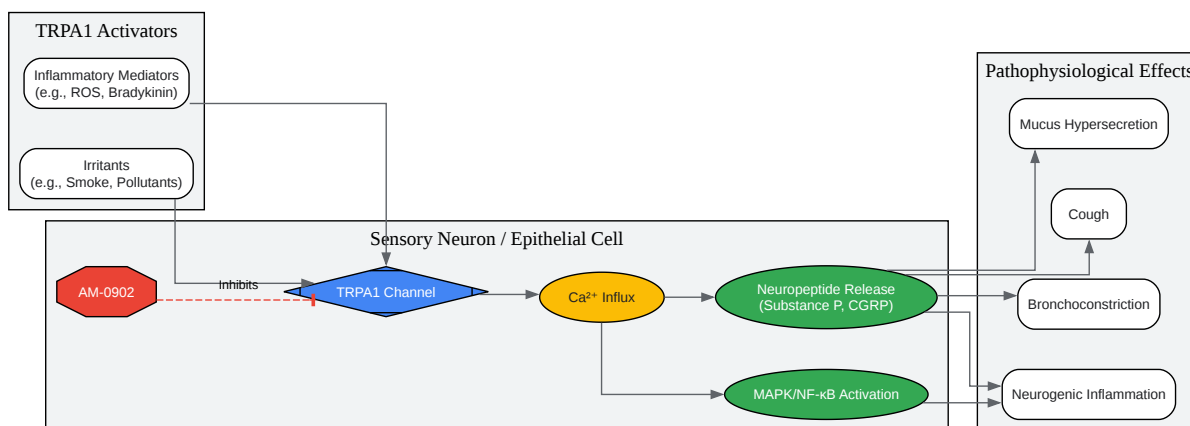 TRPA1 Activators
Inflammatory Mediators
(e.g., ROS, Bradykinin)
Irritants
(e.g., Smoke, Pollutants)
Sensory Neuron / Epithelial Cell
AM-0902
Inhibits
TRPA1 Channel
Ca²⁺ Influx
Neuropeptide Release
(Substance P, CGRP)
MAPK/NF-κB Activation
Pathophysiological Effects
Mucus Hypersecretion
Cough
Bronchoconstriction
Neurogenic Inflammation